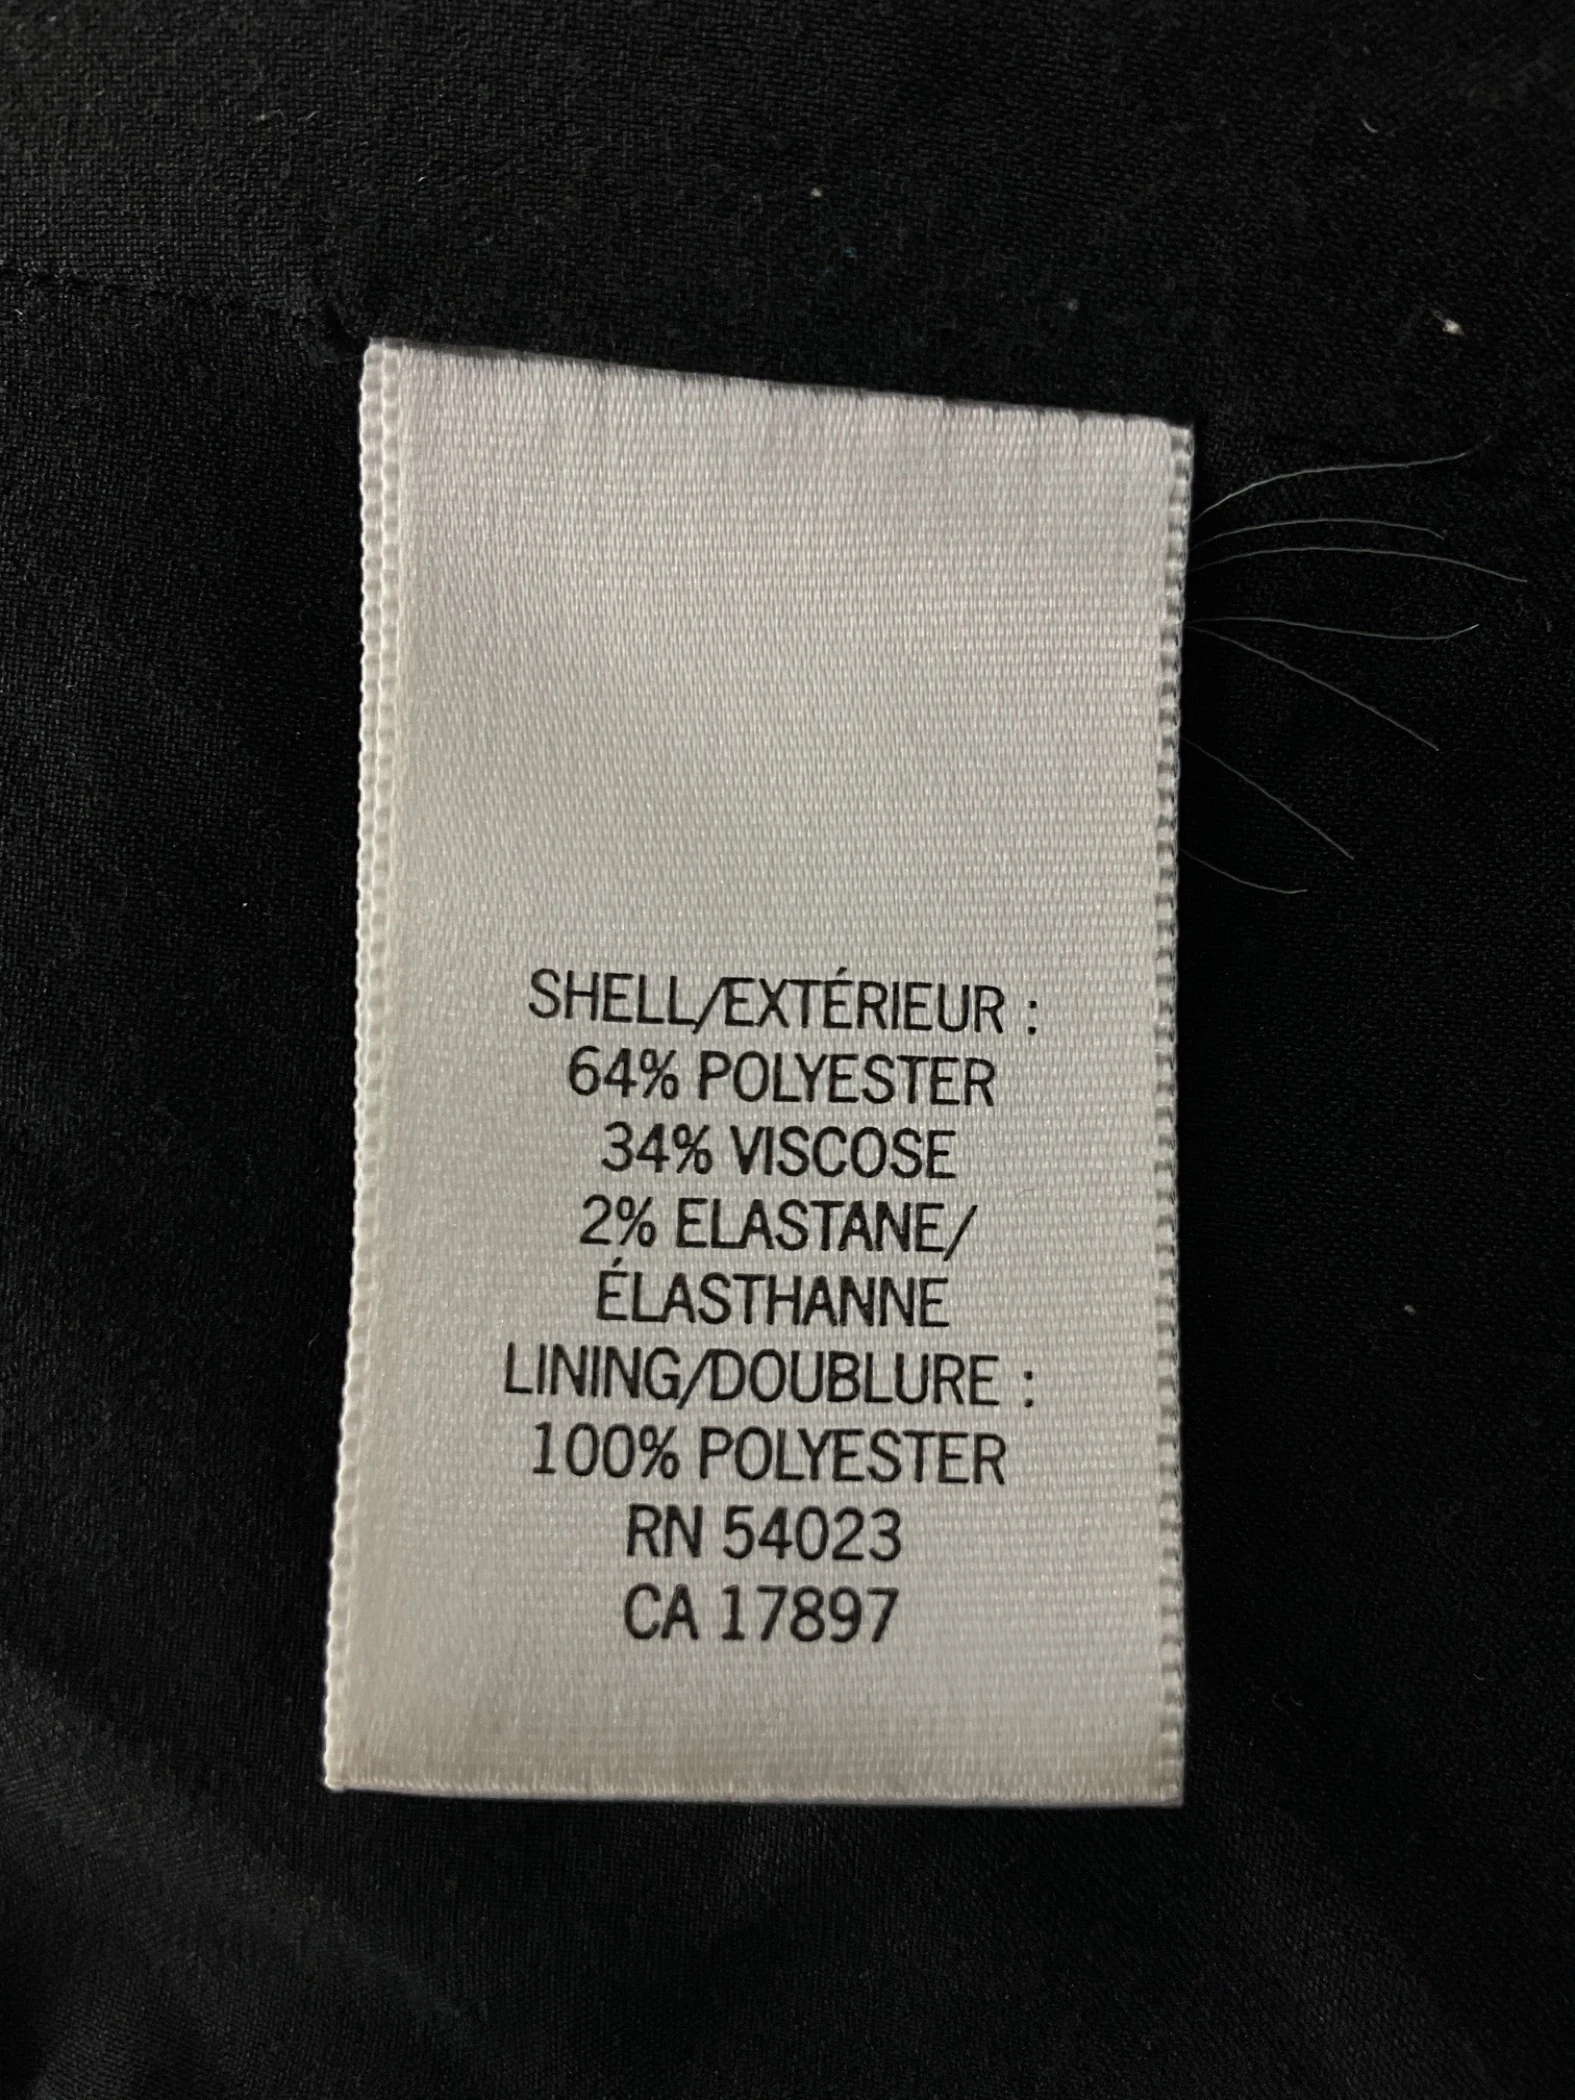 SHELL/EXTÉRIEUR :
64% POLYESTER
34% VISCOSE
2% ELASTANE/
ÉLASTHANNE
LINING/DOUBLURE :
100% POLYESTER
RN 54023
CA 17897